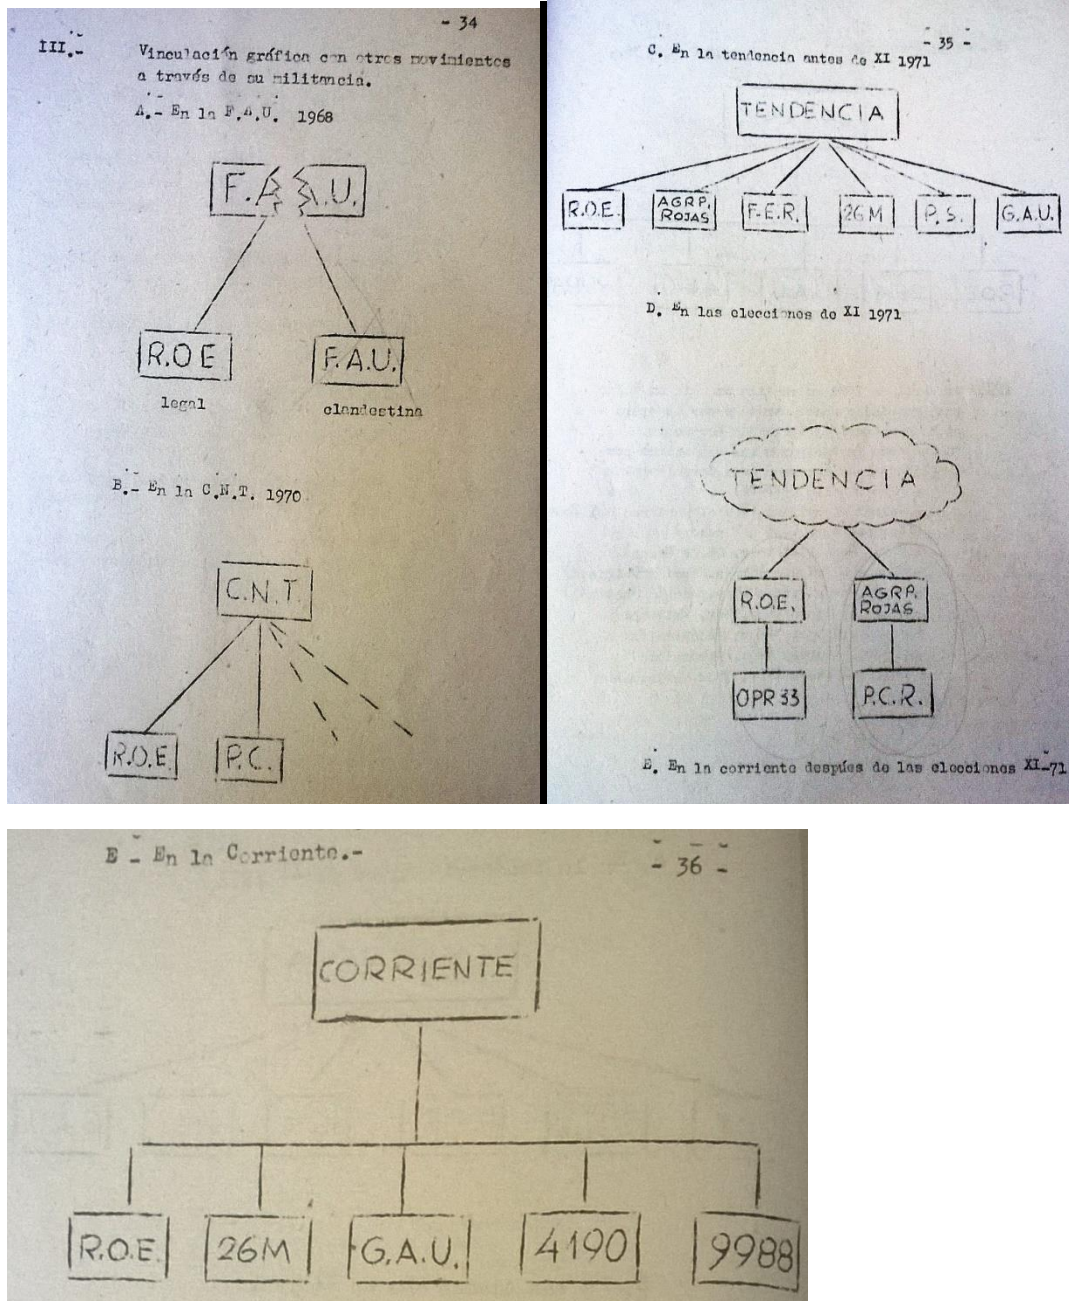 - 34
III.- Vinculación gráfica con otros movimientos
a través de su militancia.
A.- En la F.A.U. 1968
F.A A.U.
R.O E F.A.U.
legal clandestina
B.- En la C.N.T. 1970
C.N.T.
R.O.E. P.C.
- 35 -
C. En la tendencia antes de XI 1971
TENDENCIA
R.O.E. AGRP. ROJAS F.E.R. 26 M P.S. G.A.U.
D. En las elecciones de XI 1971
TENDENCIA
R.O.E. AGRP. ROJAS
OPR 33 P.C.R.
E. En la corriente despúes de las elecciones XI-71
- 36 -
E - En la Corriente.-
CORRIENTE
R.O.E. 26M G.A.U. 4190 9988